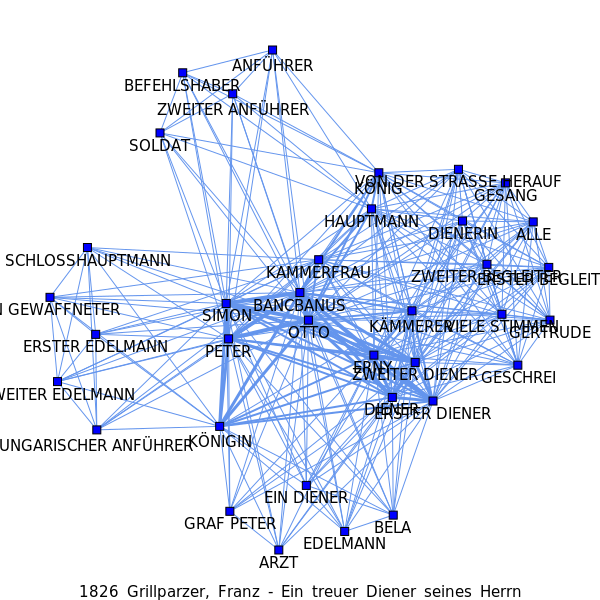 ANFÜHRER
BEFEHLSHABER
ZWEITER ANFÜHRER
SOLDAT
VON DER STRASSE HERAUF
KÖNIG
GESANG
HAUPTMANN
DIENERIN
ALLE
SCHLOSSHAUPTMANN
KAMMERFRAU
ZWEITER BEGLEITER
ERSTER BEGLEIT
N GEWAFFNETER
BANCBANUS
SIMON
OTTO
KÄMMERER
VIELE STIMMEN
GERTRUDE
ERSTER EDELMANN
PETER
ERNY
ZWEITER DIENER
GESCHREI
WEITER EDELMANN
DIENER
ERSTER DIENER
UNGARISCHER ANFÜHRER
KÖNIGIN
EIN DIENER
GRAF PETER
BELA
EDELMANN
ARZT
1826 Grillparzer, Franz - Ein treuer Diener seines Herrn